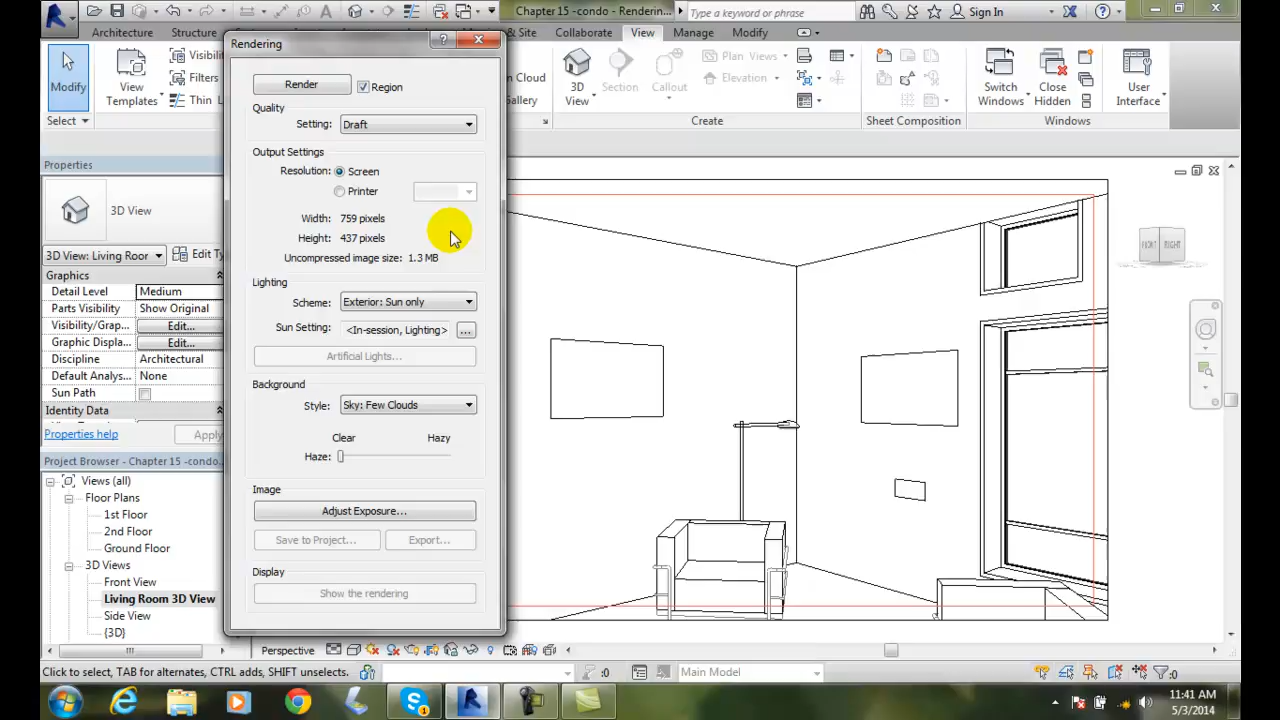 Chapter 15 -condo - Renderin...
Type a keyword or phrase
Sign In
Architecture
Structure
& Site
Collaborate
View
Manage
Modify
Modify
View
Templates
Visibili
Filters
Thin
Select
Rendering
Render
Region
Quality
Setting:
Draft
Output Settings
Resolution:
Screen
Printer
Width: 759 pixels
Height: 437 pixels
Uncompressed image size: 1.3 MB
Lighting
Scheme:
Exterior: Sun only
Sun Setting:
<In-session, Lighting>
...
Artificial Lights...
Background
Style:
Sky: Few Clouds
Clear
Hazy
Haze:
Image
Adjust Exposure...
Save to Project...
Export...
Display
Show the rendering
n Cloud
Gallery
3D
View
Section
Callout
Plan Views
Elevation
Create
Sheet Composition
Switch
Windows
Close
Hidden
User
Interface
Windows
FRONT
RIGHT
Properties
3D View
3D View: Living Roor
Edit Ty
Graphics
Detail Level
Medium
Parts Visibility
Show Original
Visibility/Grap...
Edit...
Graphic Displa...
Edit...
Discipline
Architectural
Default Analys...
None
Sun Path
Identity Data
Properties help
Apply
Project Browser - Chapter 15 -condo...
Views (all)
Floor Plans
1st Floor
2nd Floor
Ground Floor
3D Views
Front View
Living Room 3D View
Side View
{3D}
Perspective
Click to select, TAB for alternates, CTRL adds, SHIFT unselects.
:0
Main Model
:0
11:41 AM
5/3/2014